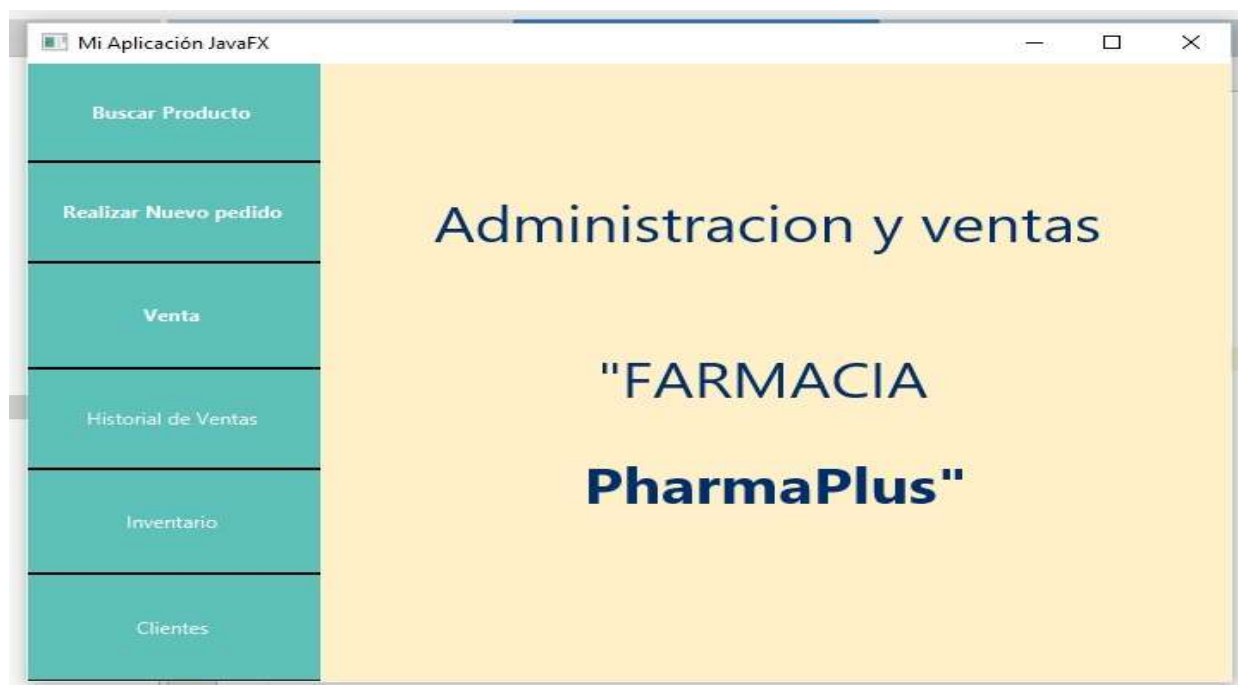 Mi Aplicación JavaFX
Buscar Producto
Realizar Nuevo pedido
Venta
Historial de Ventas
Inventario
Clientes
Administracion y ventas
"FARMACIA
PharmaPlus"